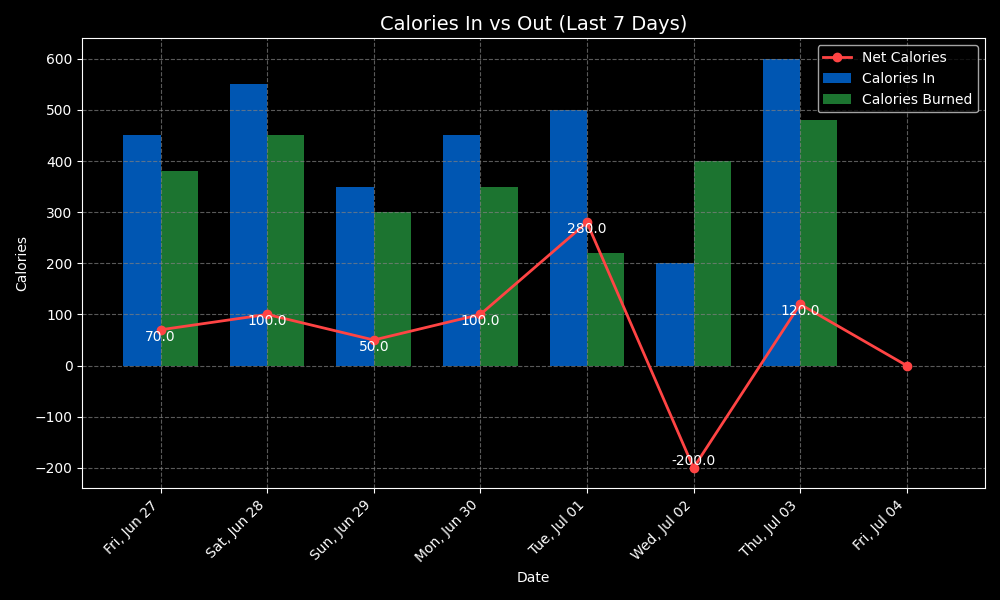 Calories In vs Out (Last 7 Days)
Net Calories
Calories In
Calories Burned
Calories
600
500
400
300
200
100
0
−100
−200
70.0
100.0
50.0
100.0
280.0
-200.0
120.0
Fri, Jun 27
Sat, Jun 28
Sun, Jun 29
Mon, Jun 30
Tue, Jul 01
Wed, Jul 02
Thu, Jul 03
Fri, Jul 04
Date